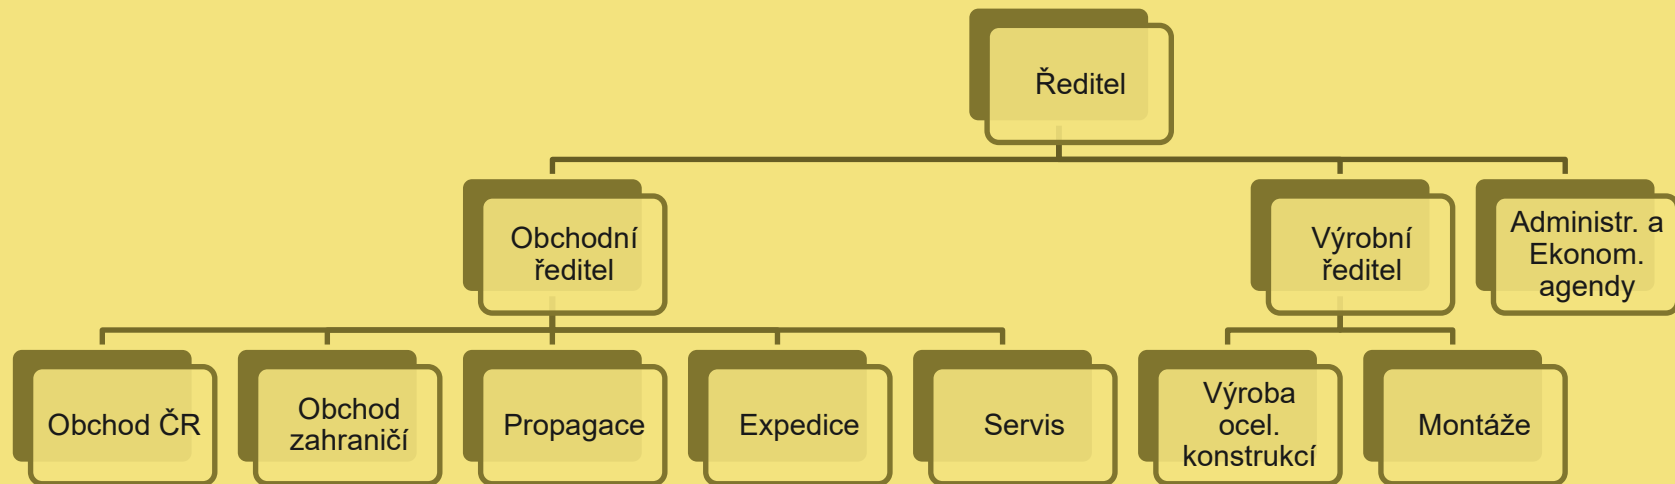 Ředitel
Obchodní
ředitel
Výrobní
ředitel
Administr. a
Ekonom.
agendy
Obchod ČR
Obchod
zahraničí
Propagace
Expedice
Servis
Výroba
ocel.
konstrukcí
Montáže